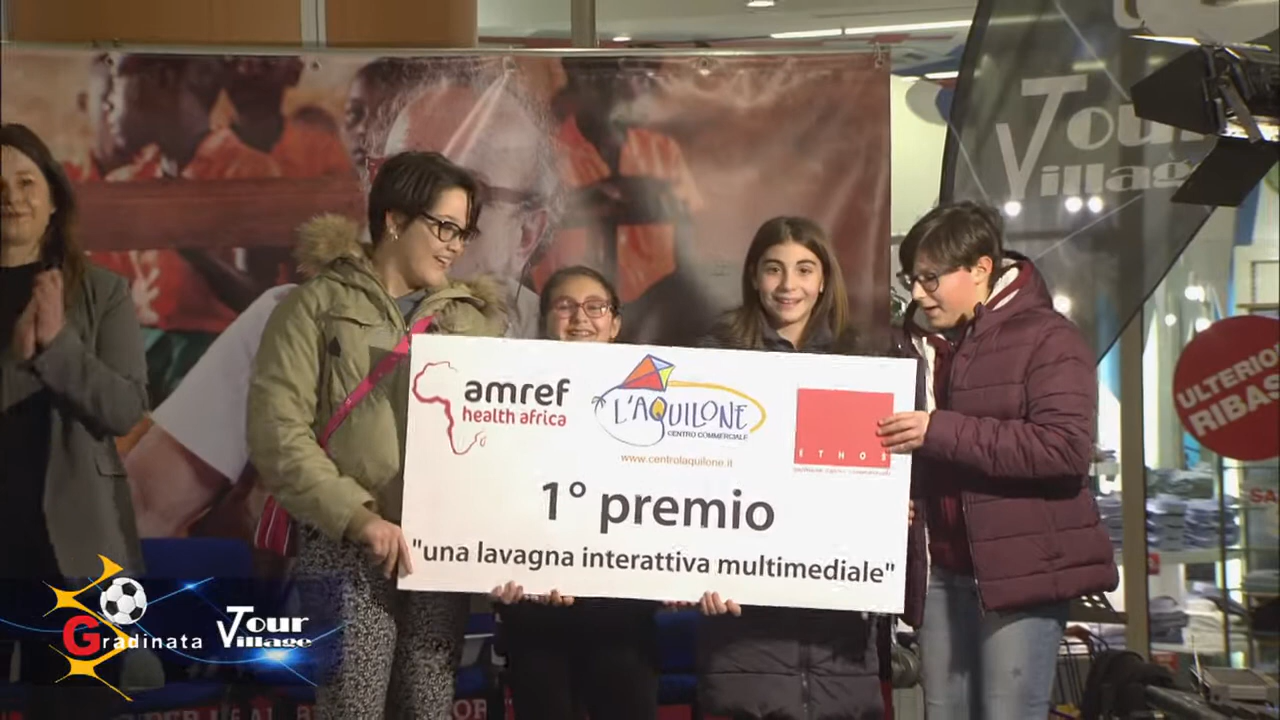 Tour
Village
amref
health africa
L'AQUILONE
CENTRO COMMERCIALE
www.centrolaquilone.it
ETHOS
1° premio
"una lavagna interattiva multimediale"
ULTERIO
RIBAS
SA
Gradinata
Tour
Village